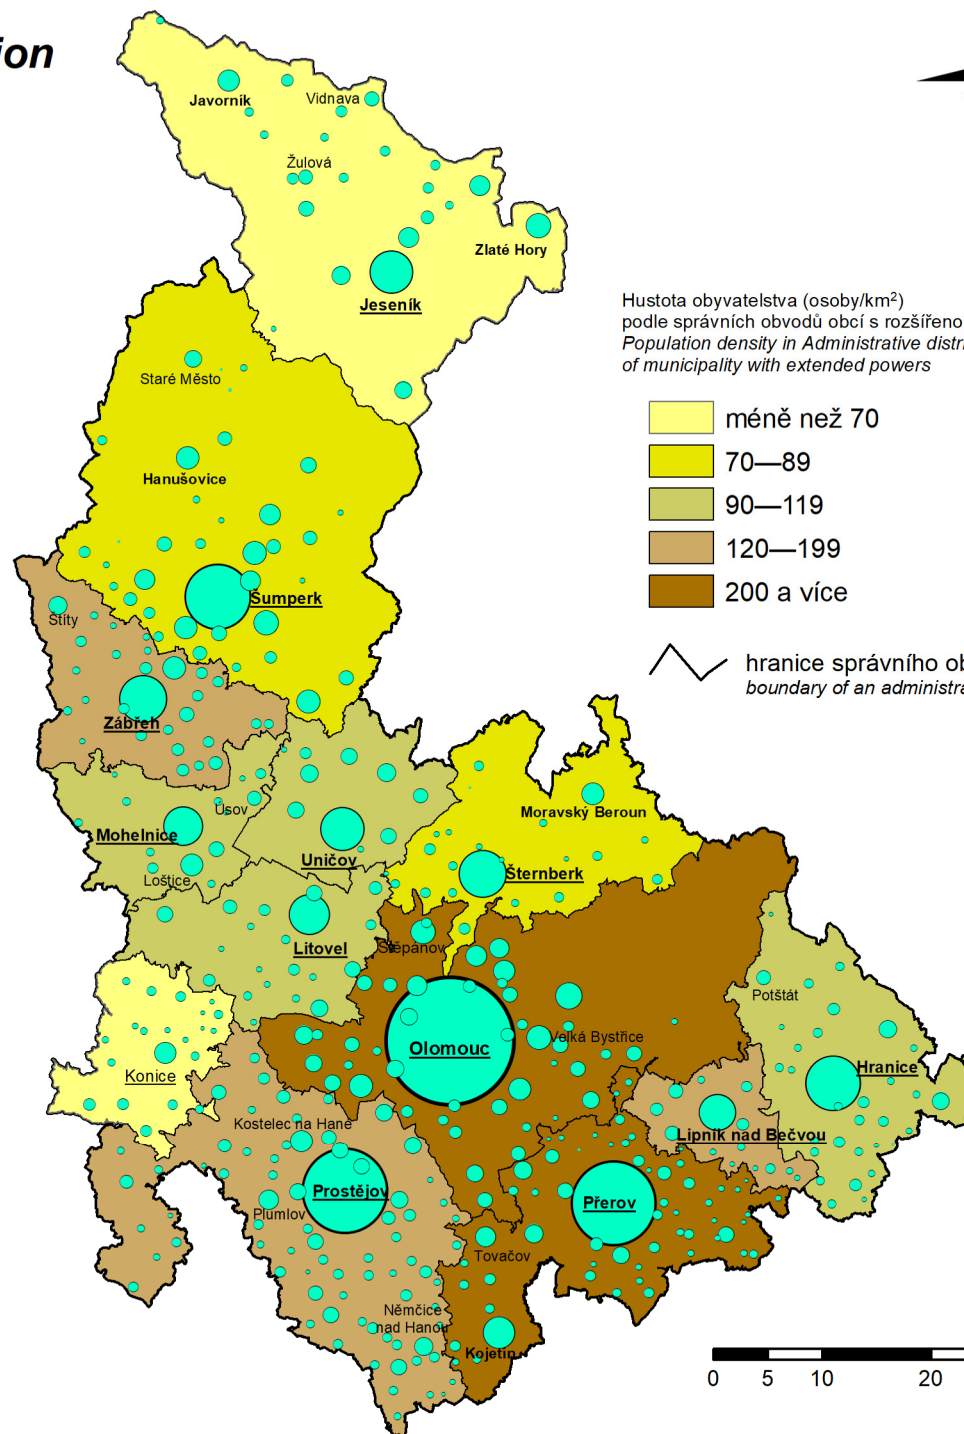 ion
Javorník
Vidnava
Žulová
Zlaté Hory
Jeseník
Hustota obyvatelstva (osoby/km²)
podle správních obvodů obcí s rozšířeno
Population density in Administrative distri
of municipality with extended powers
Staré Město
méně než 70
70—89
Hanušovice
90—119
120—199
200 a více
Šumperk
Štíty
hranice správního ob
boundary of an administra
Zábřeh
Úsov
Moravský Beroun
Mohelnice
Uničov
Šternberk
Loštice
Litovel
Štěpánov
Potštát
Olomouc
Velká Bystřice
Hranice
Konice
Kostelec na Hané
Lipník nad Bečvou
Prostějov
Přerov
Plumlov
Tovačov
Němčice
nad Hanou
Kojetín
0 5 10 20